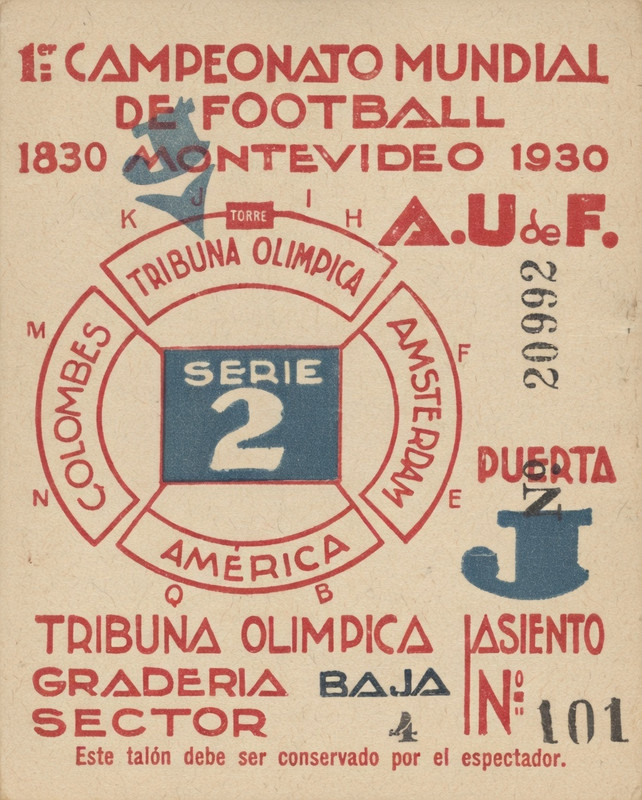 1er CAMPEONATO MUNDIAL
DE FOOTBALL
1830 MONTEVIDEO 1930
A.U de F.
K J TORRE I H
TRIBUNA OLIMPICA
M COLOMBES N
SERIE
2
F AMSTERDAM E
AMÉRICA
Q B
Nº 20992
PUERTA
J
TRIBUNA OLIMPICA
GRADERIA BAJA
SECTOR 4
ASIENTO
Nº 101
Este talón debe ser conservado por el espectador.